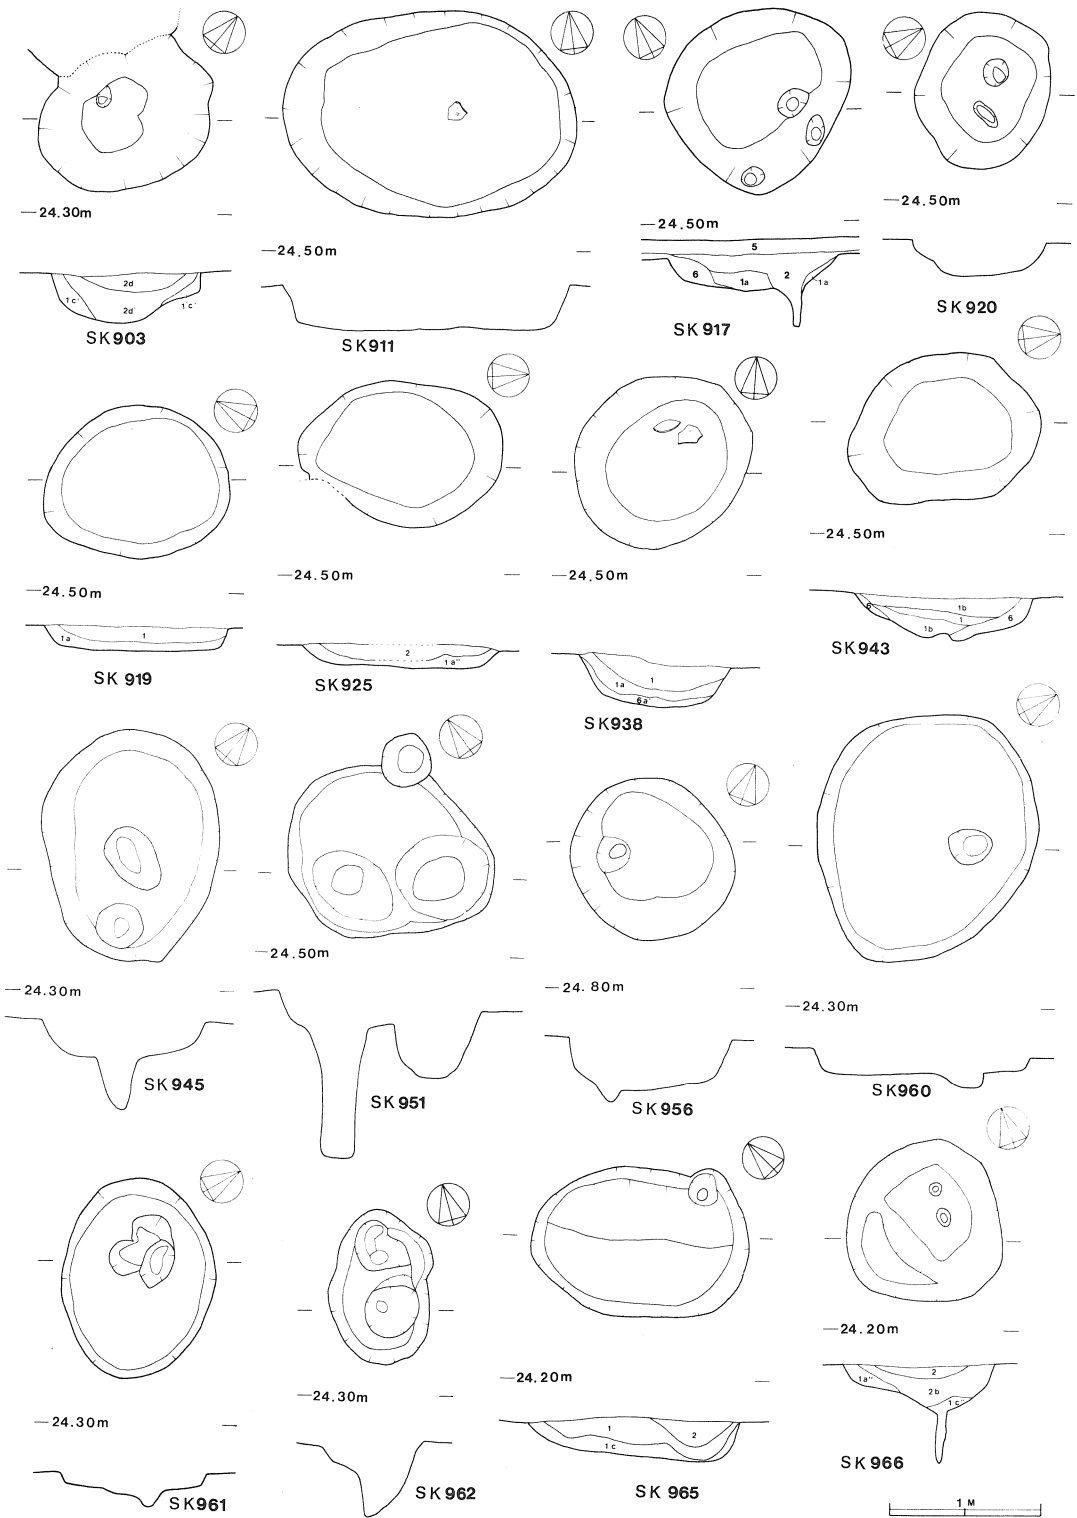 24.30m
2d
1c'
2d'
1'c'
SK903
24.50m
SK911
24.50m
5
6
1a
2
1a
SK917
24.50m
SK920
24.50m
1a
1
SK 919
24.50m
2
1a''
SK925
24.50m
1a
1
6a
SK938
24.50m
6
1b
1
1b
6
SK943
24.30m
SK945
24.50m
SK951
24.80m
SK956
24.30m
SK960
24.30m
SK961
24.30m
SK962
24.20m
1
2
1c
SK 965
24.20m
1a''
2
2b
1c''
SK966
1 M